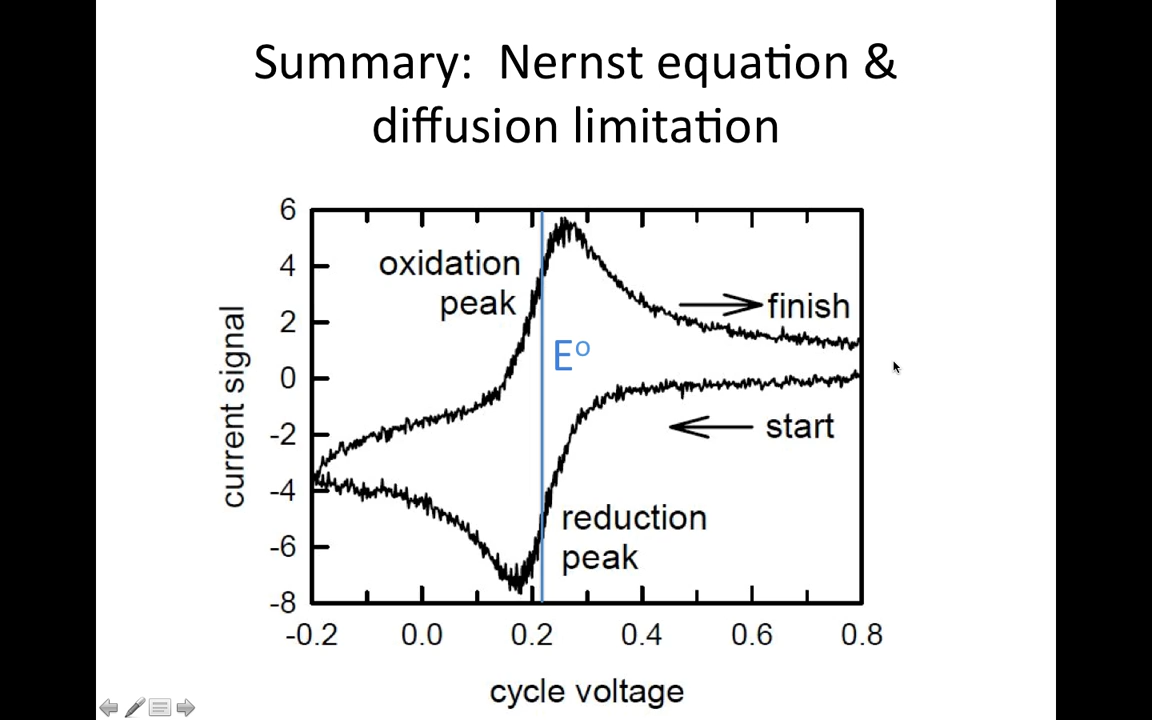 Summary:  Nernst equation &
diffusion limitation
6
4
2
0
-2
-4
-6
-8
current signal
oxidation
peak
finish
Eº
start
reduction
peak
-0.2 0.0 0.2 0.4 0.6 0.8
cycle voltage